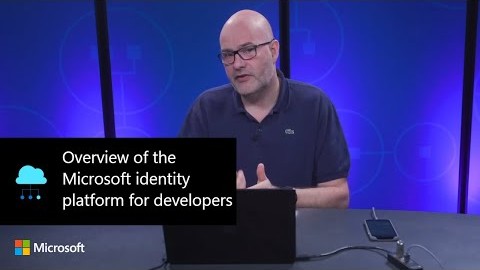 Overview of the
Microsoft identity
platform for developers
Microsoft